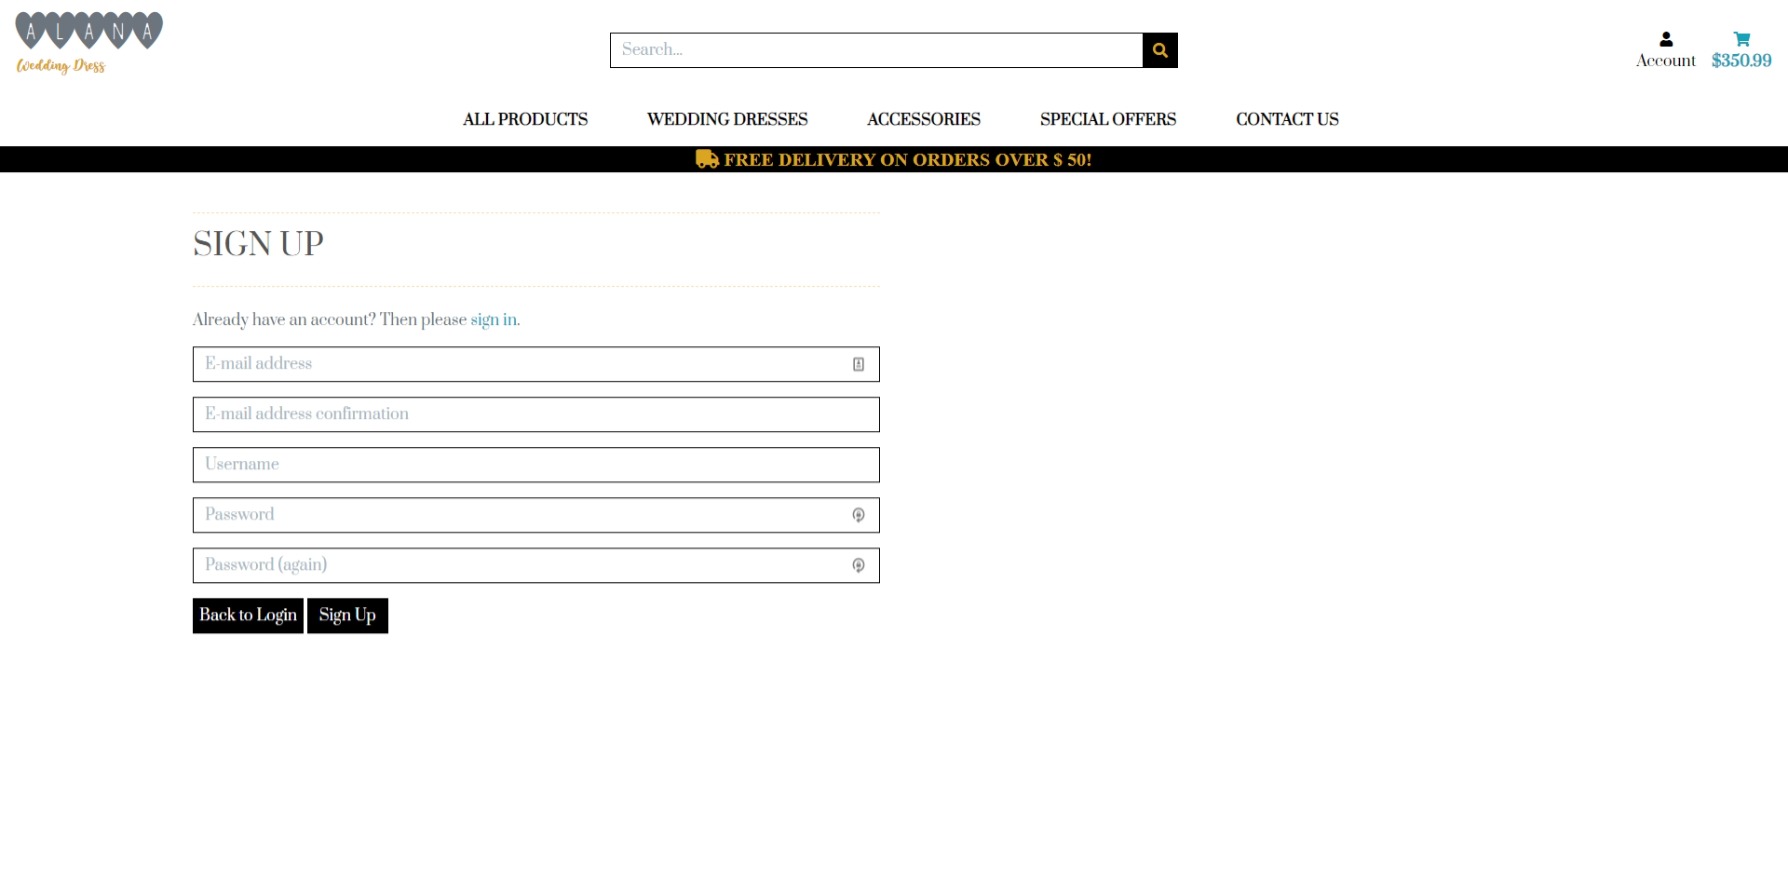 ALANA
Wedding Dress
Search...
Account
$350.99
ALL PRODUCTS
WEDDING DRESSES
ACCESSORIES
SPECIAL OFFERS
CONTACT US
FREE DELIVERY ON ORDERS OVER $ 50!
SIGN UP
Already have an account? Then please sign in.
E-mail address
E-mail address confirmation
Username
Password
Password (again)
Back to Login
Sign Up